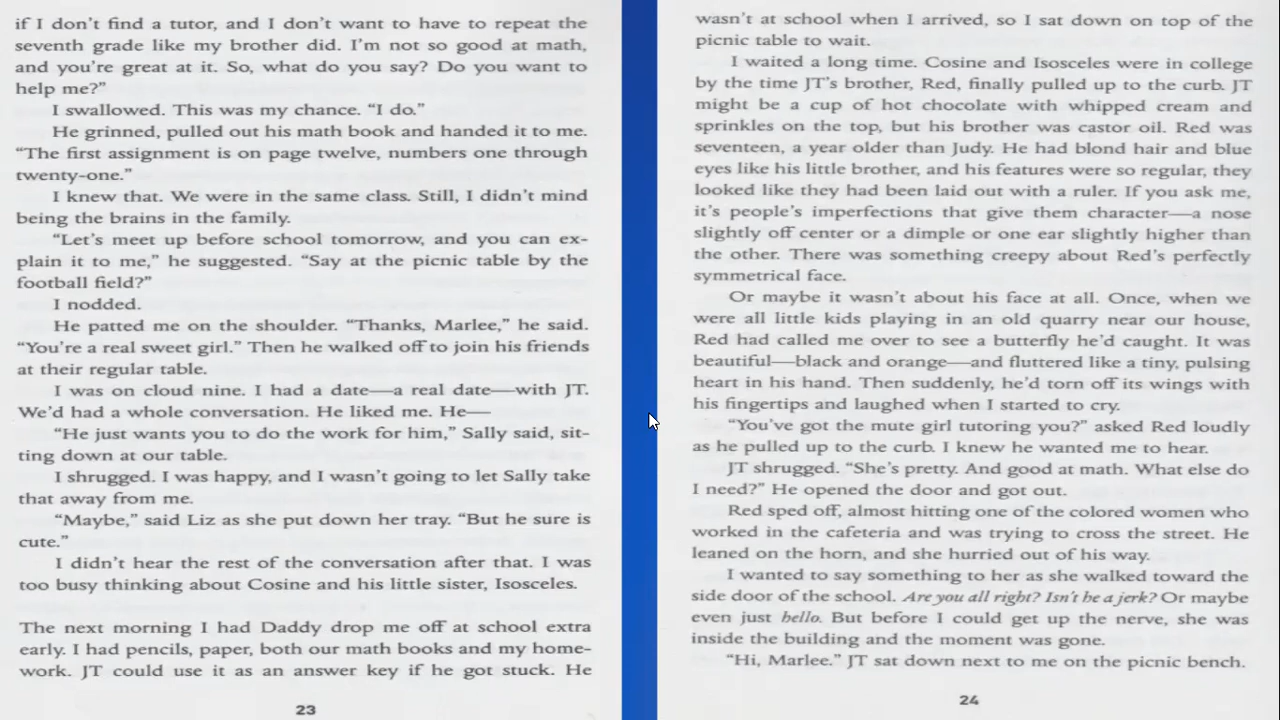 if I don't find a tutor, and I don't want to have to repeat the
seventh grade like my brother did. I'm not so good at math,
and you're great at it. So, what do you say? Do you want to
help me?”
I swallowed. This was my chance. “I do.”
He grinned, pulled out his math book and handed it to me.
“The first assignment is on page twelve, numbers one through
twenty-one.”
I knew that. We were in the same class. Still, I didn't mind
being the brains in the family.
“Let's meet up before school tomorrow, and you can ex-
plain it to me,” he suggested. “Say at the picnic table by the
football field?”
I nodded.
He patted me on the shoulder. “Thanks, Marlee,” he said.
“You're a real sweet girl.” Then he walked off to join his friends
at their regular table.
I was on cloud nine. I had a date—a real date—with JT.
We'd had a whole conversation. He liked me. He—
“He just wants you to do the work for him,” Sally said, sit-
ting down at our table.
I shrugged. I was happy, and I wasn't going to let Sally take
that away from me.
“Maybe,” said Liz as she put down her tray. “But he sure is
cute.”
I didn't hear the rest of the conversation after that. I was
too busy thinking about Cosine and his little sister, Isosceles.
The next morning I had Daddy drop me off at school extra
early. I had pencils, paper, both our math books and my home-
work. JT could use it as an answer key if he got stuck. He
23
wasn't at school when I arrived, so I sat down on top of the
picnic table to wait.
I waited a long time. Cosine and Isosceles were in college
by the time JT's brother, Red, finally pulled up to the curb. JT
might be a cup of hot chocolate with whipped cream and
sprinkles on the top, but his brother was castor oil. Red was
seventeen, a year older than Judy. He had blond hair and blue
eyes like his little brother, and his features were so regular, they
looked like they had been laid out with a ruler. If you ask me,
it's people's imperfections that give them character—a nose
slightly off center or a dimple or one ear slightly higher than
the other. There was something creepy about Red's perfectly
symmetrical face.
Or maybe it wasn't about his face at all. Once, when we
were all little kids playing in an old quarry near our house,
Red had called me over to see a butterfly he'd caught. It was
beautiful—black and orange—and fluttered like a tiny, pulsing
heart in his hand. Then suddenly, he'd torn off its wings with
his fingertips and laughed when I started to cry.
“You've got the mute girl tutoring you?” asked Red loudly
as he pulled up to the curb. I knew he wanted me to hear.
JT shrugged. “She's pretty. And good at math. What else do
I need?” He opened the door and got out.
Red sped off, almost hitting one of the colored women who
worked in the cafeteria and was trying to cross the street. He
leaned on the horn, and she hurried out of his way.
I wanted to say something to her as she walked toward the
side door of the school. Are you all right? Isn't he a jerk? Or maybe
even just hello. But before I could get up the nerve, she was
inside the building and the moment was gone.
“Hi, Marlee.” JT sat down next to me on the picnic bench.
24